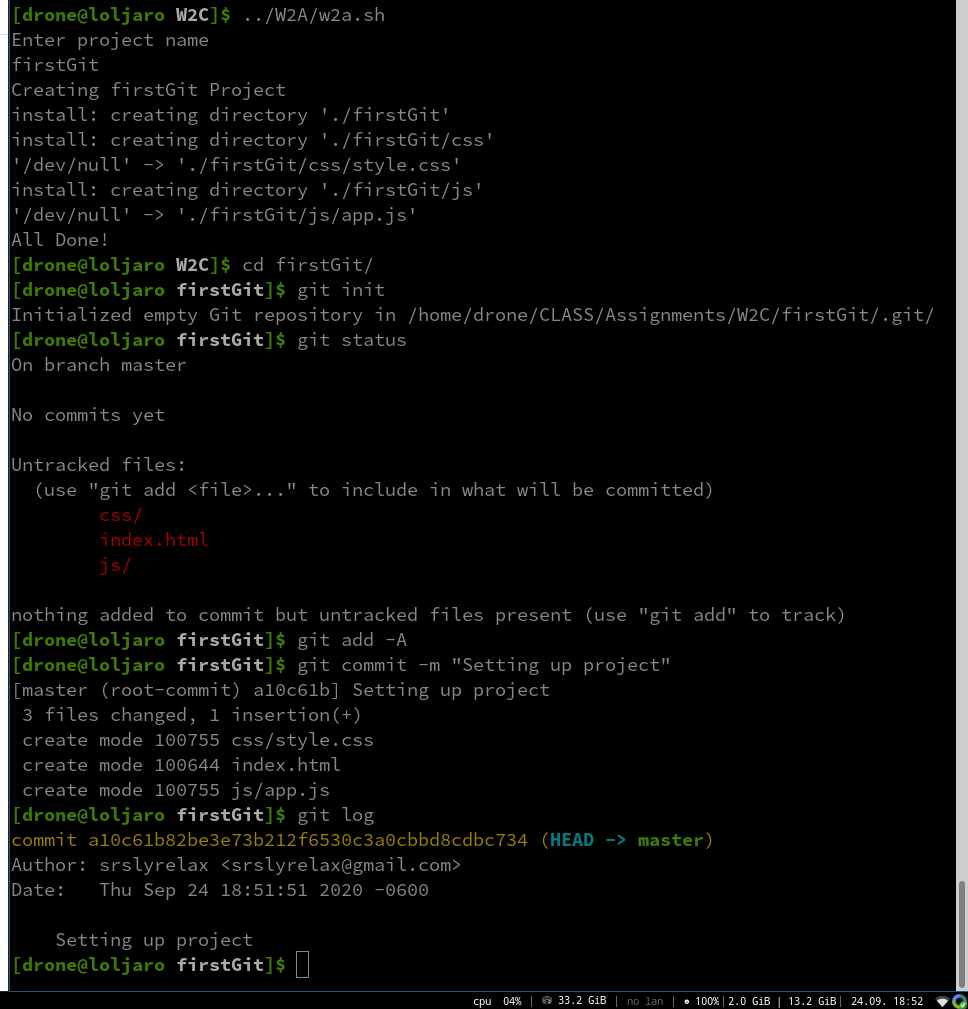 [drone@loljaro W2C]$ ../W2A/w2a.sh
Enter project name
firstGit
Creating firstGit Project
install: creating directory './firstGit'
install: creating directory './firstGit/css'
'/dev/null' -> './firstGit/css/style.css'
install: creating directory './firstGit/js'
'/dev/null' -> './firstGit/js/app.js'
All Done!
[drone@loljaro W2C]$ cd firstGit/
[drone@loljaro firstGit]$ git init
Initialized empty Git repository in /home/drone/CLASS/Assignments/W2C/firstGit/.git/
[drone@loljaro firstGit]$ git status
On branch master

No commits yet

Untracked files:
  (use "git add <file>..." to include in what will be committed)
        css/
        index.html
        js/

nothing added to commit but untracked files present (use "git add" to track)
[drone@loljaro firstGit]$ git add -A
[drone@loljaro firstGit]$ git commit -m "Setting up project"
[master (root-commit) a10c61b] Setting up project
 3 files changed, 1 insertion(+)
 create mode 100755 css/style.css
 create mode 100644 index.html
 create mode 100755 js/app.js
[drone@loljaro firstGit]$ git log
commit a10c61b82be3e73b212f6530c3a0cbbd8cdbc734 (HEAD -> master)
Author: srslyrelax <srslyrelax@gmail.com>
Date:   Thu Sep 24 18:51:51 2020 -0600

    Setting up project
[drone@loljaro firstGit]$
cpu 04% | 33.2 GiB | no lan | ● 100%| 2.0 GiB | 13.2 GiB| 24.09. 18:52